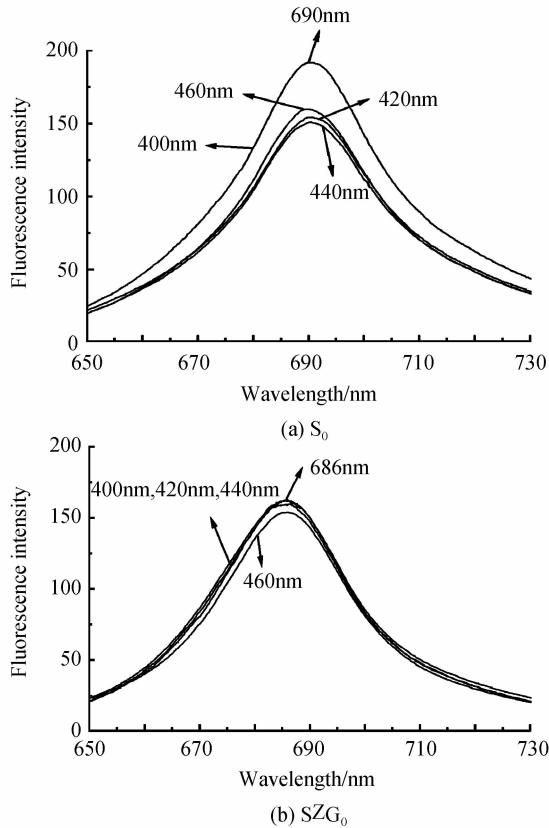 690nm
200
460nm
420nm
150
400nm
440nm
100
50
0
Fluorescence intensity
650 670 690 710 730
Wavelength/nm
(a) S₀
200
686nm
400nm,420nm,440nm
150
460nm
100
50
0
Fluorescence intensity
650 670 690 710 730
Wavelength/nm
(b) SZG₀